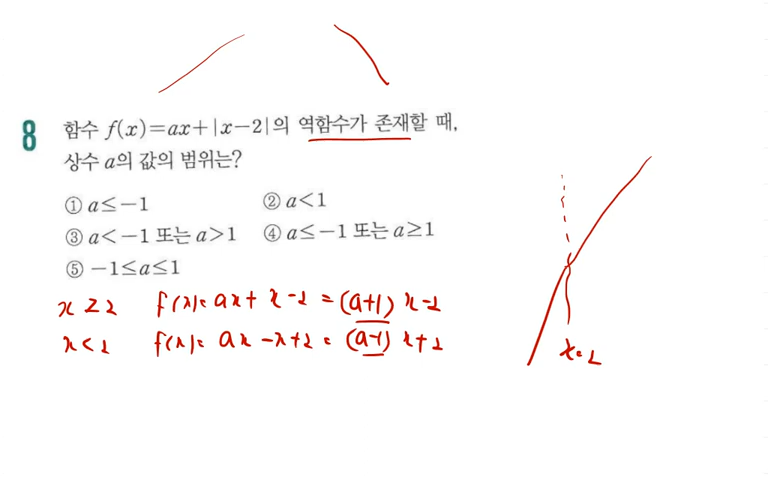 8 함수 f(x)=ax+|x-2|의 역함수가 존재할 때,
상수 a의 값의 범위는?
① a≤-1 ② a<1
③ a<-1 또는 a>1 ④ a≤-1 또는 a≥1
⑤ -1≤a≤1
x≥2 f(x)=ax+x-2=(a+1)x-2
x<2 f(x)=ax-x+2=(a-1)x+2
x=2